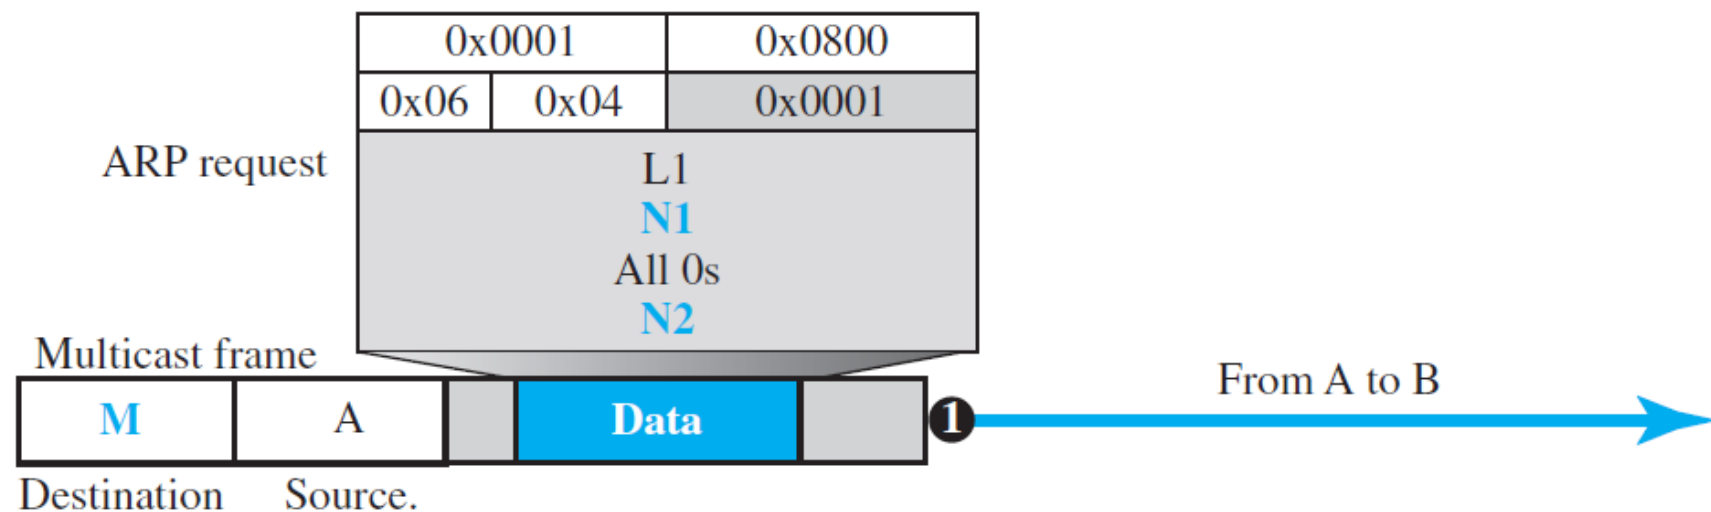 0x0001 0x0800
0x06 0x04 0x0001
ARP request
L1
N1
All 0s
N2
Multicast frame
From A to B
M A Data 1
Destination Source.